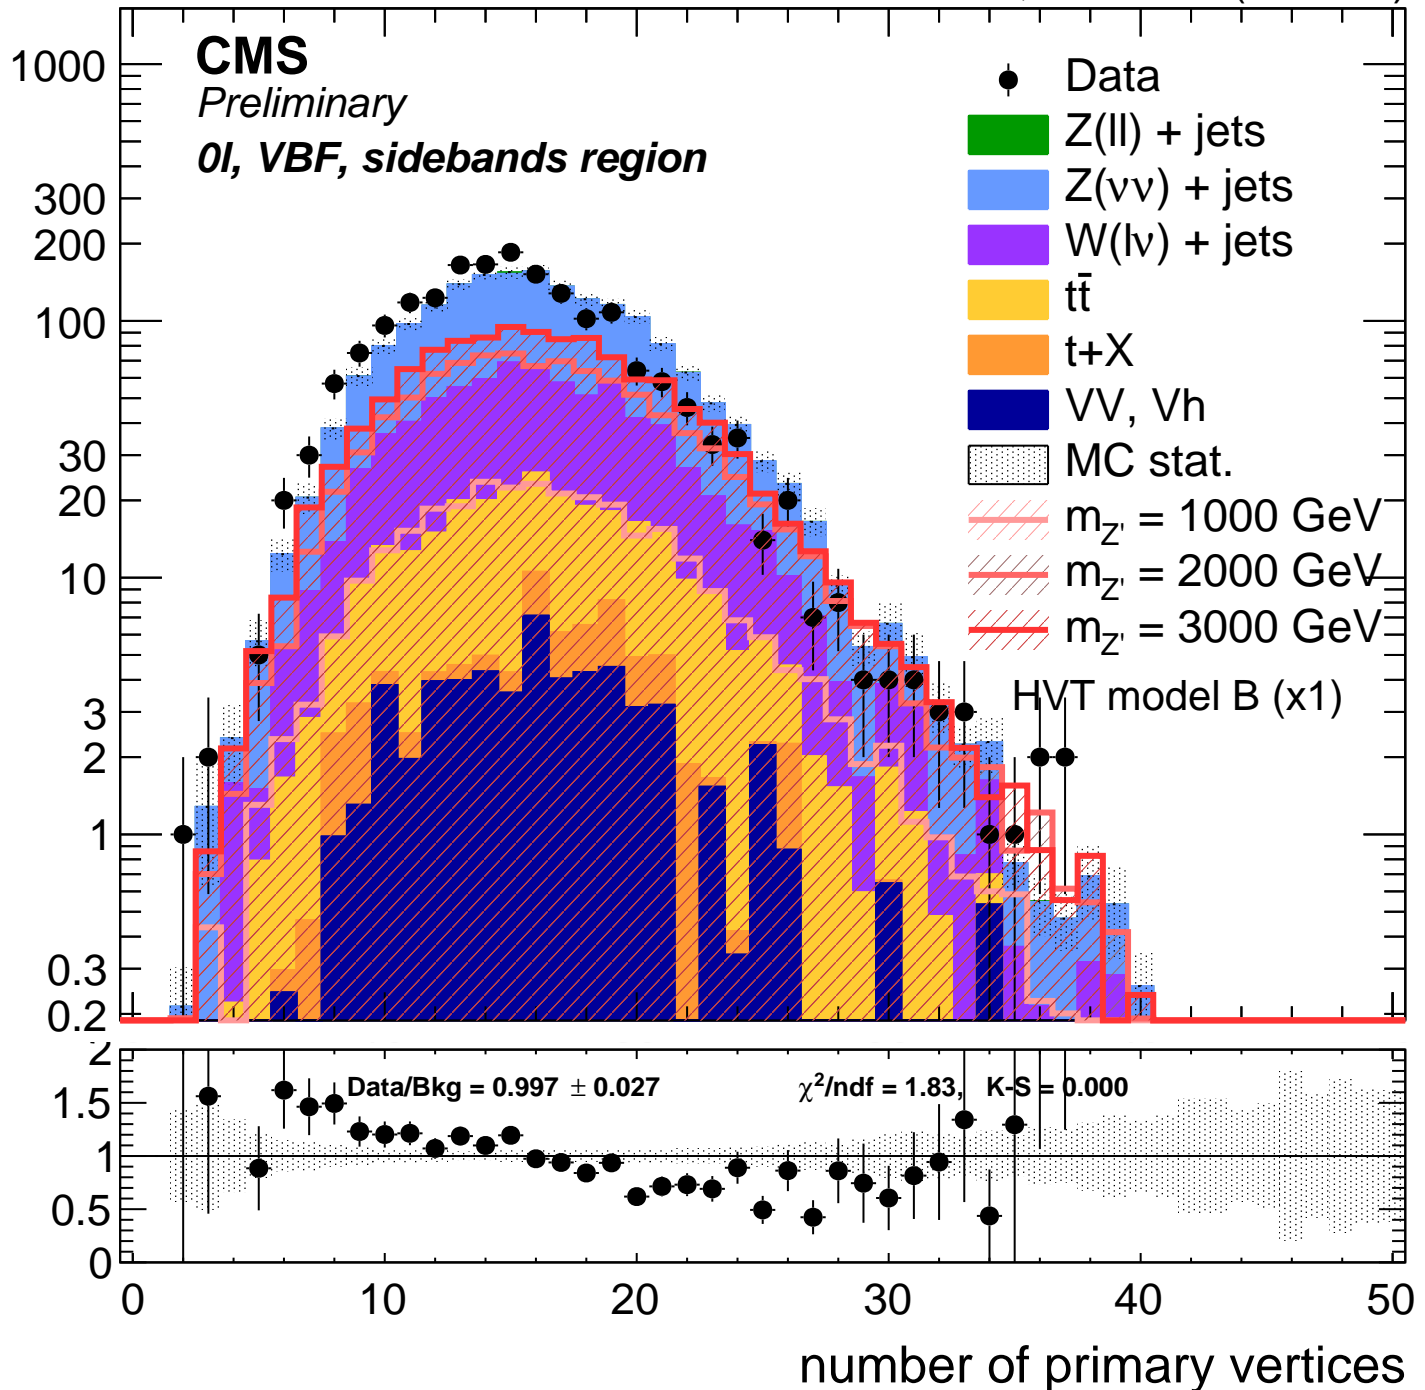 CMS
Preliminary
0l, VBF, sidebands region
Data
Z(ll) + jets
Z(νν) + jets
W(lν) + jets
tt̄
t+X
VV, Vh
MC stat.
m_Z' = 1000 GeV
m_Z' = 2000 GeV
m_Z' = 3000 GeV
HVT model B (x1)
1000
300
200
100
30
20
10
3
2
1
0.3
0.2
Data/Bkg = 0.997 ± 0.027
χ²/ndf = 1.83, K-S = 0.000
2
1.5
1
0.5
0
0 10 20 30 40 50
number of primary vertices